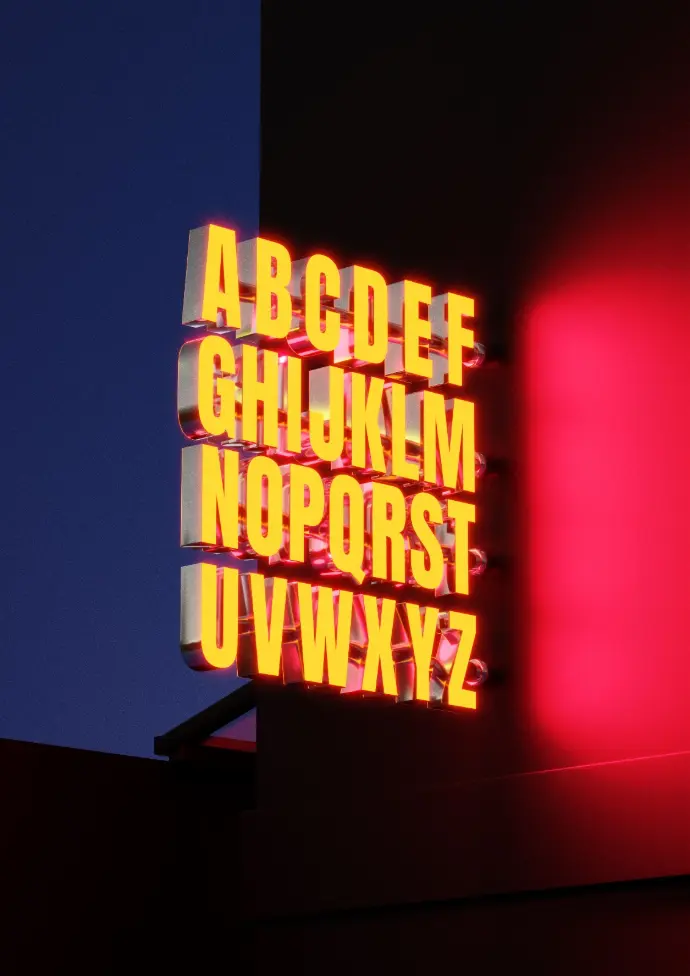 ABCDEF
GHIJKLM
NOPQRST
UVWXYZ